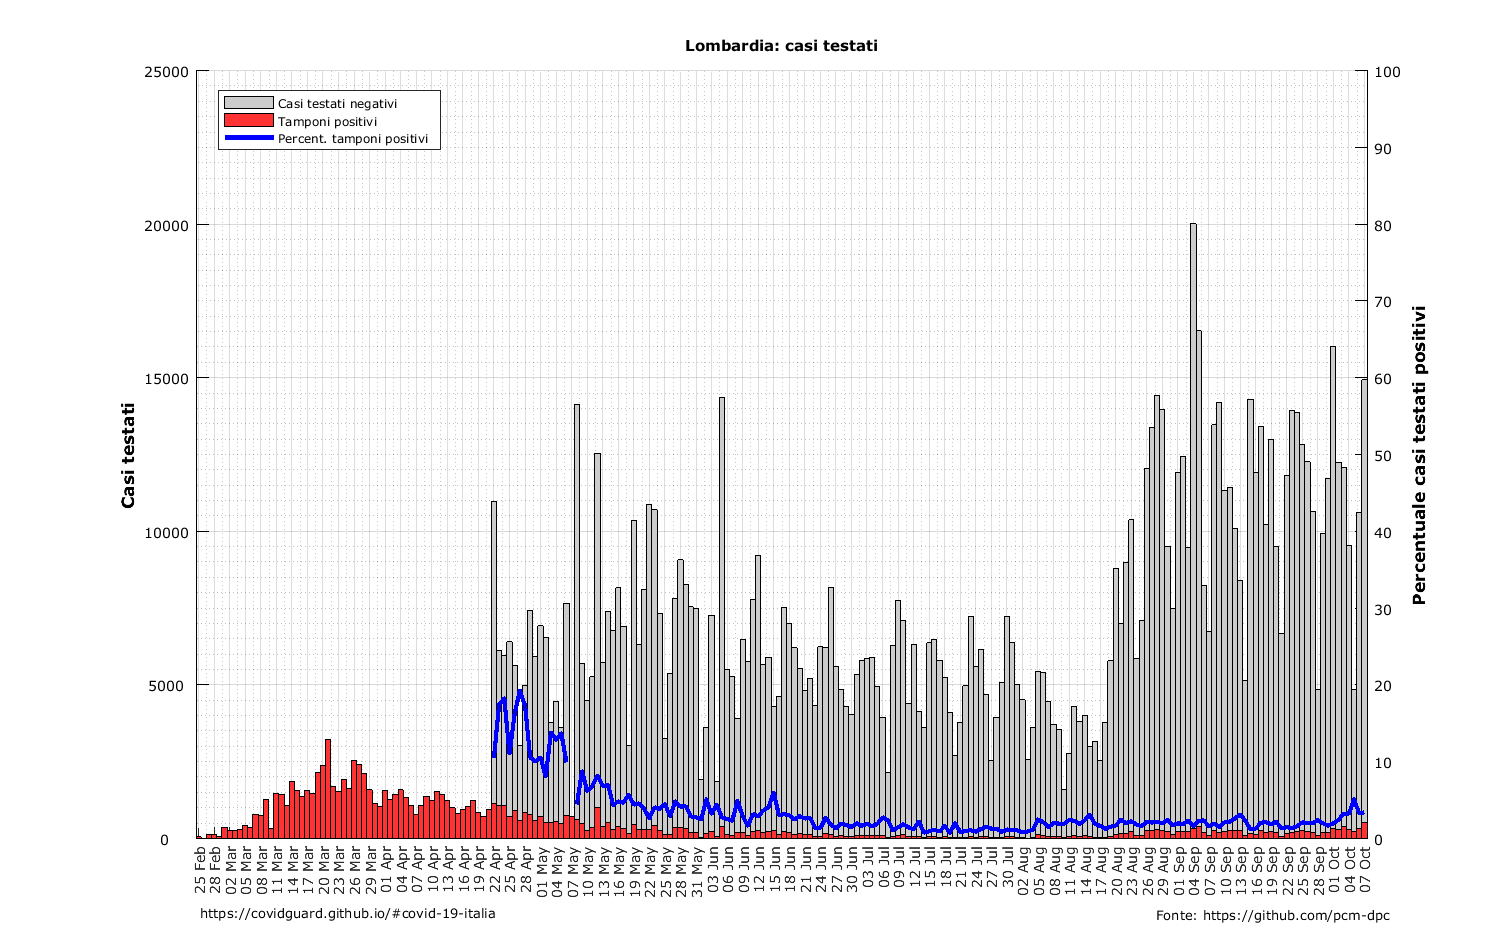 Lombardia: casi testati
25000
20000
15000
10000
5000
0
Casi testati
Casi testati negativi
Tamponi positivi
Percent. tamponi positivi
100
90
80
70
60
50
40
30
20
10
0
Percentuale casi testati positivi
25 Feb
28 Feb
02 Mar
05 Mar
08 Mar
11 Mar
14 Mar
17 Mar
20 Mar
23 Mar
26 Mar
29 Mar
01 Apr
04 Apr
07 Apr
10 Apr
13 Apr
16 Apr
19 Apr
22 Apr
25 Apr
28 Apr
01 May
04 May
07 May
10 May
13 May
16 May
19 May
22 May
25 May
28 May
31 May
03 Jun
06 Jun
09 Jun
12 Jun
15 Jun
18 Jun
21 Jun
24 Jun
27 Jun
30 Jun
03 Jul
06 Jul
09 Jul
12 Jul
15 Jul
18 Jul
21 Jul
24 Jul
27 Jul
30 Jul
02 Aug
05 Aug
08 Aug
11 Aug
14 Aug
17 Aug
20 Aug
23 Aug
26 Aug
29 Aug
01 Sep
04 Sep
07 Sep
10 Sep
13 Sep
16 Sep
19 Sep
22 Sep
25 Sep
28 Sep
01 Oct
04 Oct
07 Oct
https://covidguard.github.io/#covid-19-italia
Fonte: https://github.com/pcm-dpc